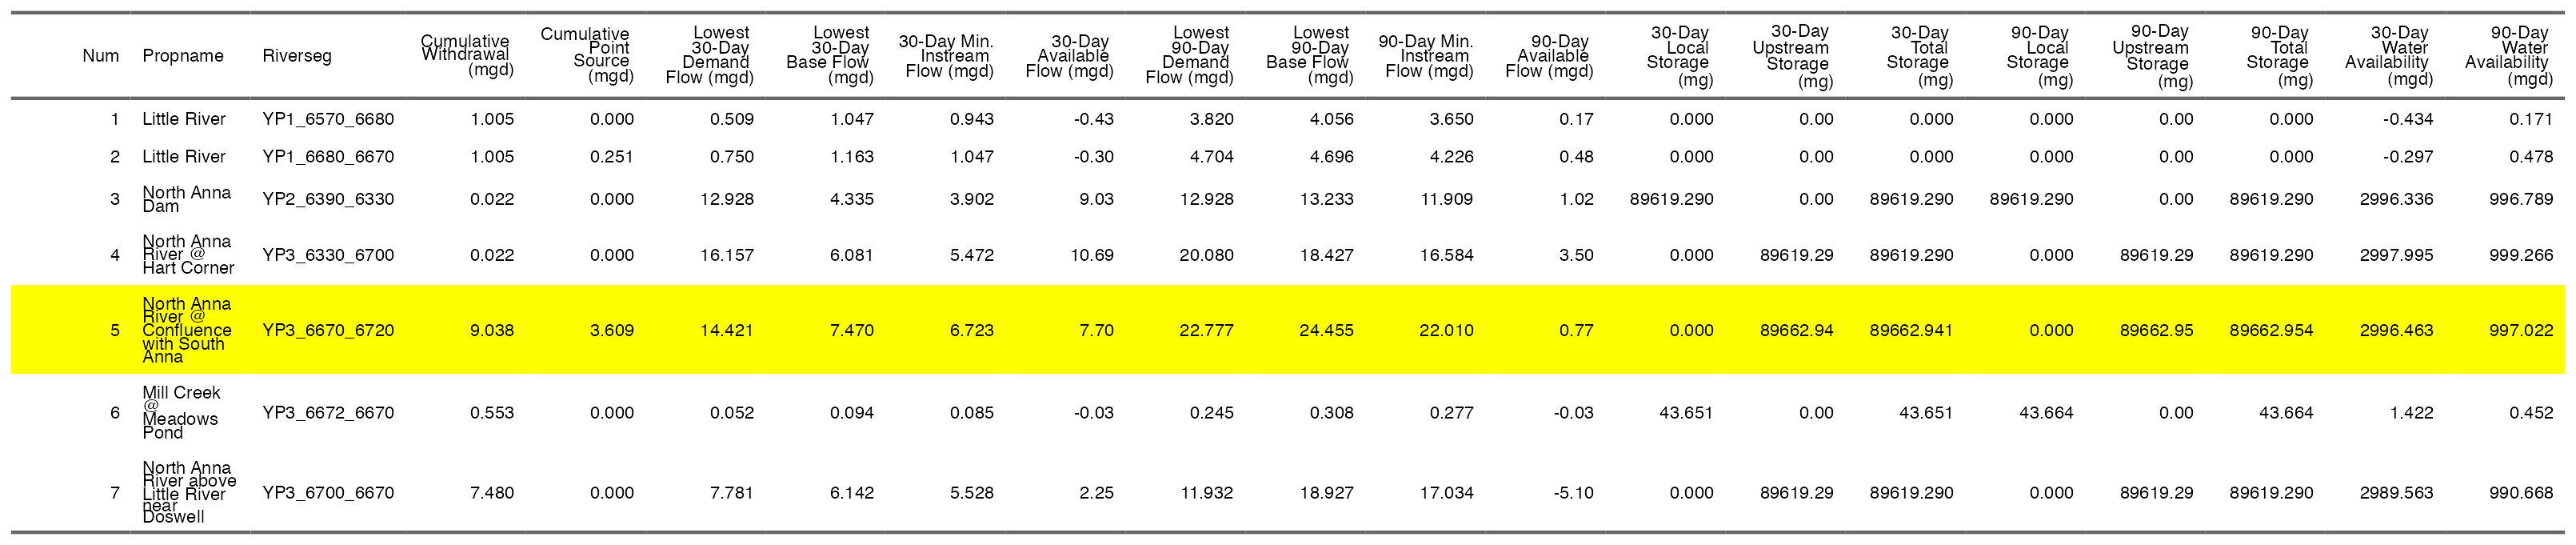 Num Propname Riverseg Cumulative Withdrawal (mgd) Cumulative Point Source (mgd) Lowest 30-Day Demand Flow (mgd) Lowest 30-Day Base Flow (mgd) 30-Day Min. Instream Flow (mgd) 30-Day Available Flow (mgd) Lowest 90-Day Demand Flow (mgd) Lowest 90-Day Base Flow (mgd) 90-Day Min. Instream Flow (mgd) 90-Day Available Flow (mgd) 30-Day Local Storage (mg) 30-Day Upstream Storage (mg) 30-Day Total Storage (mg) 90-Day Local Storage (mg) 90-Day Upstream Storage (mg) 90-Day Total Storage (mg) 30-Day Water Availability (mgd) 90-Day Water Availability (mgd)
1 Little River YP1_6570_6680 1.005 0.000 0.509 1.047 0.943 -0.43 3.820 4.056 3.650 0.17 0.000 0.00 0.000 0.000 0.00 0.000 -0.434 0.171
2 Little River YP1_6680_6670 1.005 0.251 0.750 1.163 1.047 -0.30 4.704 4.696 4.226 0.48 0.000 0.00 0.000 0.000 0.00 0.000 -0.297 0.478
3 North Anna Dam YP2_6390_6330 0.022 0.000 12.928 4.335 3.902 9.03 12.928 13.233 11.909 1.02 89619.290 0.00 89619.290 89619.290 0.00 89619.290 2996.336 996.789
4 North Anna River @ Hart Corner YP3_6330_6700 0.022 0.000 16.157 6.081 5.472 10.69 20.080 18.427 16.584 3.50 0.000 89619.29 89619.290 0.000 89619.29 89619.290 2997.995 999.266
5 North Anna River @ Confluence with South Anna YP3_6670_6720 9.038 3.609 14.421 7.470 6.723 7.70 22.777 24.455 22.010 0.77 0.000 89662.94 89662.941 0.000 89662.95 89662.954 2996.463 997.022
6 Mill Creek @ Meadows Pond YP3_6672_6670 0.553 0.000 0.052 0.094 0.085 -0.03 0.245 0.308 0.277 -0.03 43.651 0.00 43.651 43.664 0.00 43.664 1.422 0.452
7 North Anna River above Little River near Doswell YP3_6700_6670 7.480 0.000 7.781 6.142 5.528 2.25 11.932 18.927 17.034 -5.10 0.000 89619.29 89619.290 0.000 89619.29 89619.290 2989.563 990.668